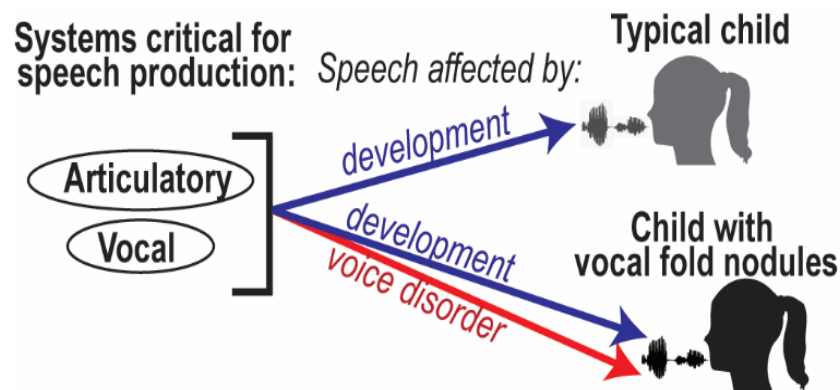 Systems critical for
speech production:
Speech affected by:
Typical child
development
Articulatory
Vocal
development
voice disorder
Child with
vocal fold nodules